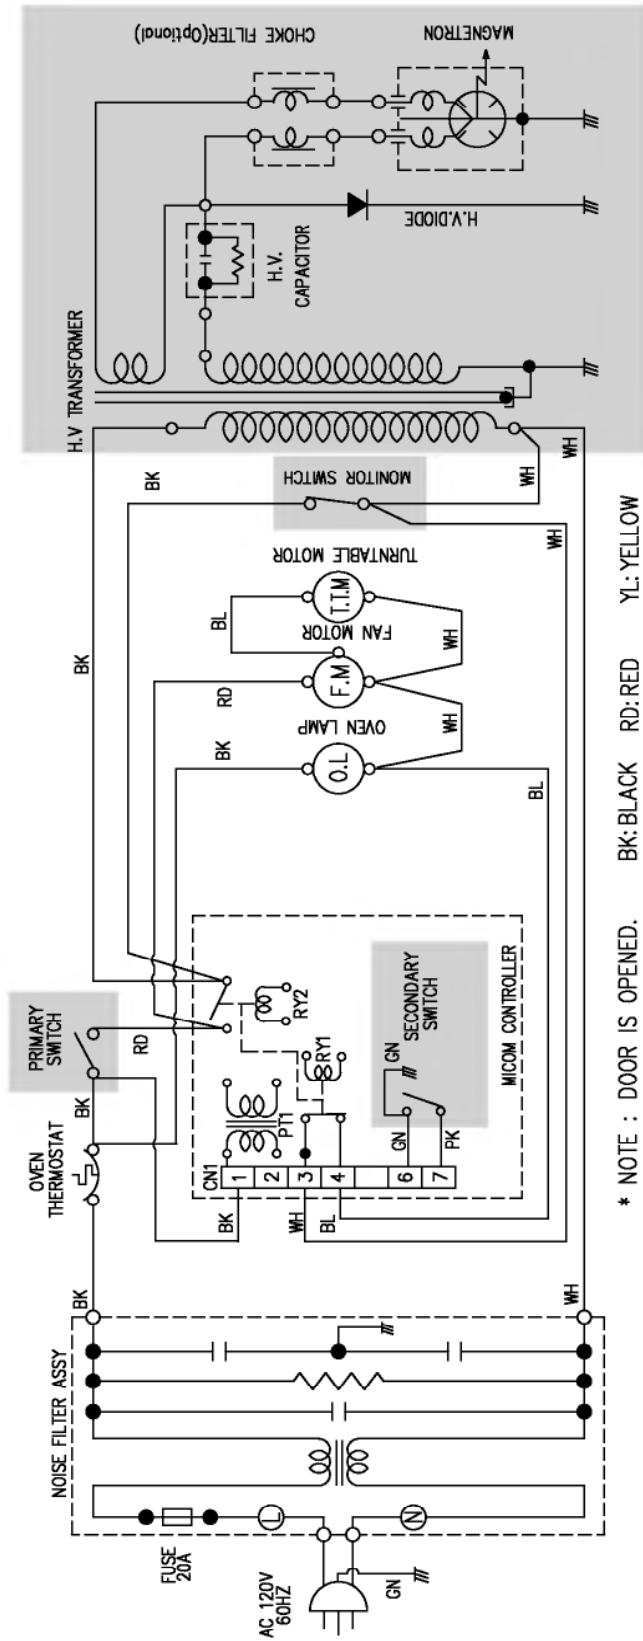 CHOKE FILTER(Optional)
MAGNETRON
H.V.DIODE
H.V.
CAPACITOR
H.V TRANSFORMER
BK
WH
WH
MONITOR SWITCH
WH
TURNTABLE MOTOR
T.T.M
BL
FAN MOTOR
WH
BK
RD
F.M
OVEN LAMP
WH
BK
O.L
BL
PRIMARY
SWITCH
RD
BK
OVEN
THERMOSTAT
RY2
RY1
PT1
CN1
1
2
3
4
6
7
GN
SECONDARY
SWITCH
GN
PK
MICOM CONTROLLER
BK
WH
BL
BK
WH
NOISE FILTER ASSY
FUSE
20A
L
N
AC 120V
60HZ
GN
* NOTE : DOOR IS OPENED. BK:BLACK RD:RED YL:YELLOW